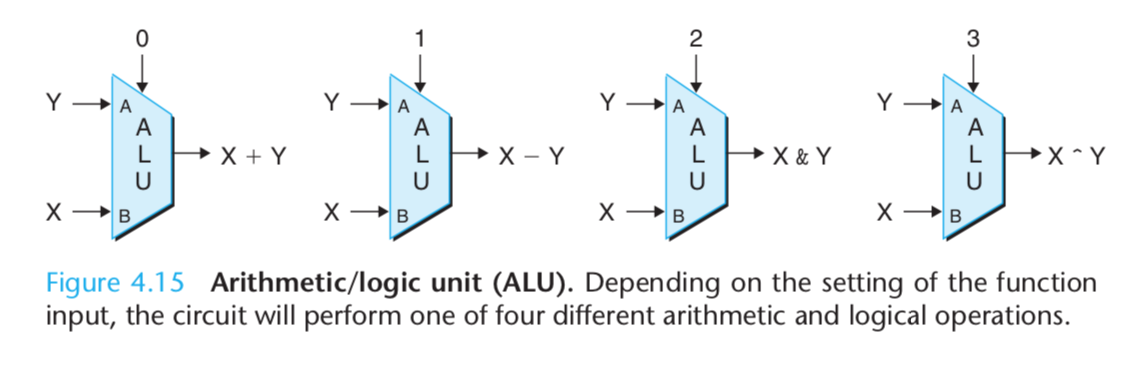 0 1 2 3
Y A Y A Y A Y A
A L U A L U A L U A L U
X + Y X − Y X & Y X ^ Y
X B X B X B X B
Figure 4.15 Arithmetic/logic unit (ALU). Depending on the setting of the function
input, the circuit will perform one of four different arithmetic and logical operations.